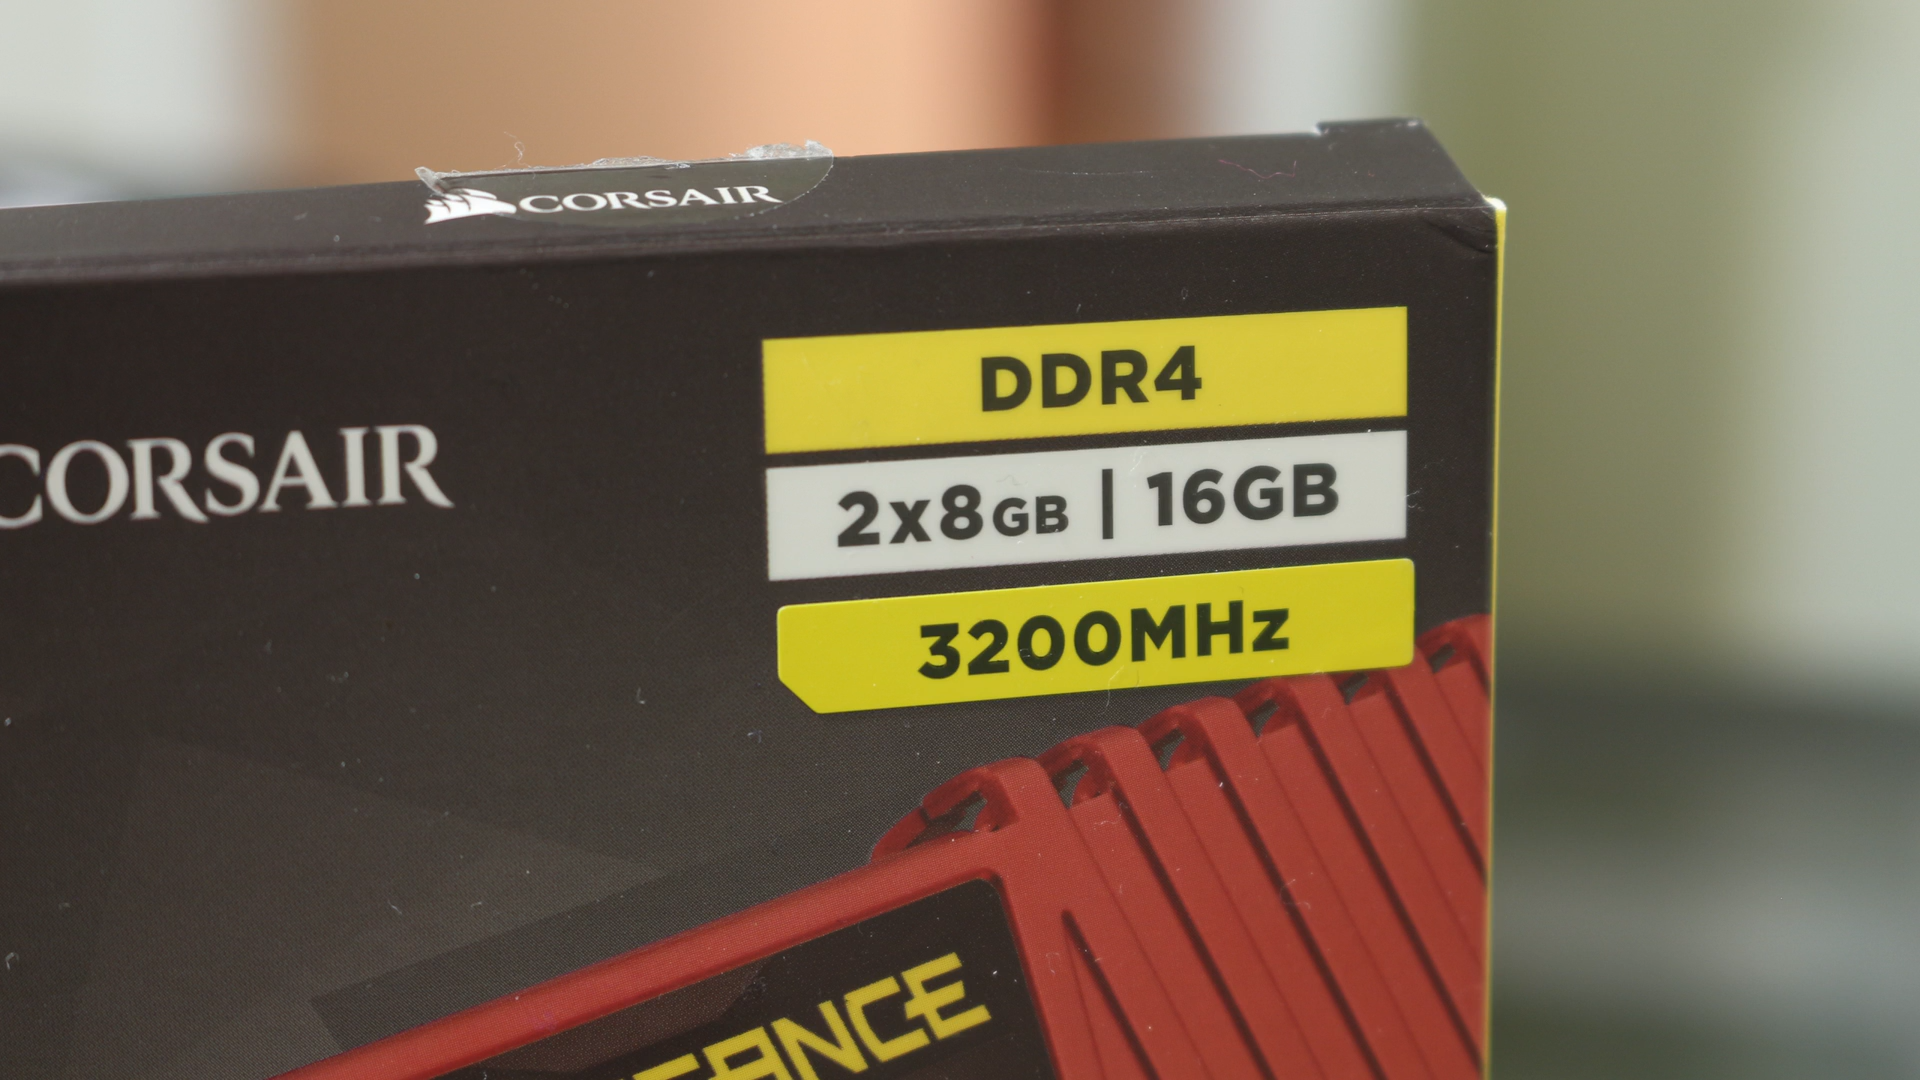 CORSAIR
CORSAIR
DDR4
2x8GB | 16GB
3200MHz